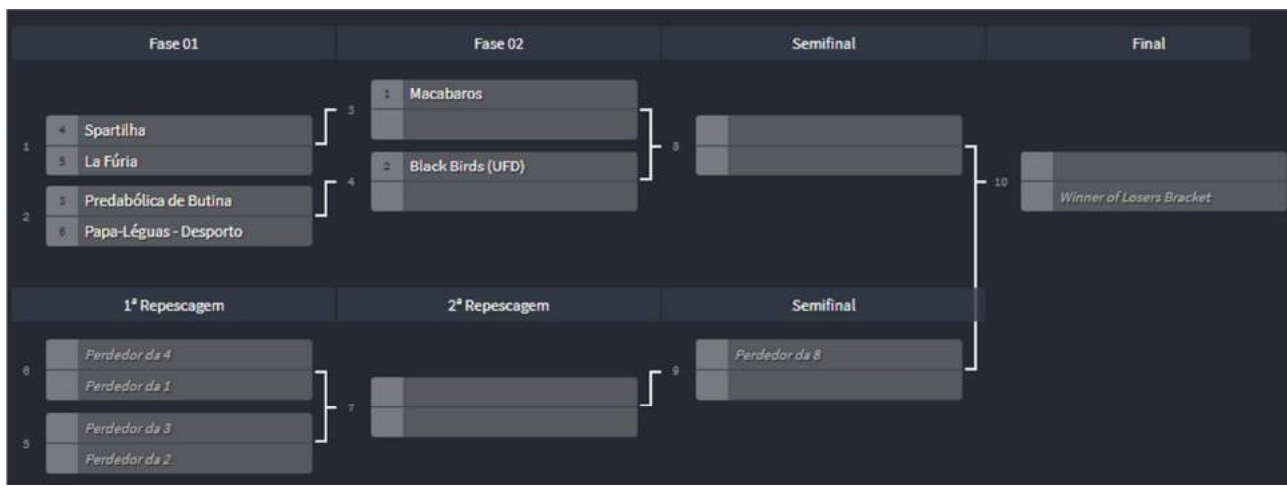 Fase 01 Fase 02 Semifinal Final
1 4 Spartilha
5 La Fúria
2 3 Predabólica de Butina
6 Papa-Léguas - Desporto
3 1 Macabaros
4 2 Black Birds (UFD)
8
10
Winner of Losers Bracket
1ª Repescagem 2ª Repescagem Semifinal
6 Perdedor da 4
Perdedor da 1
5 Perdedor da 3
Perdedor da 2
7
9 Perdedor da 8